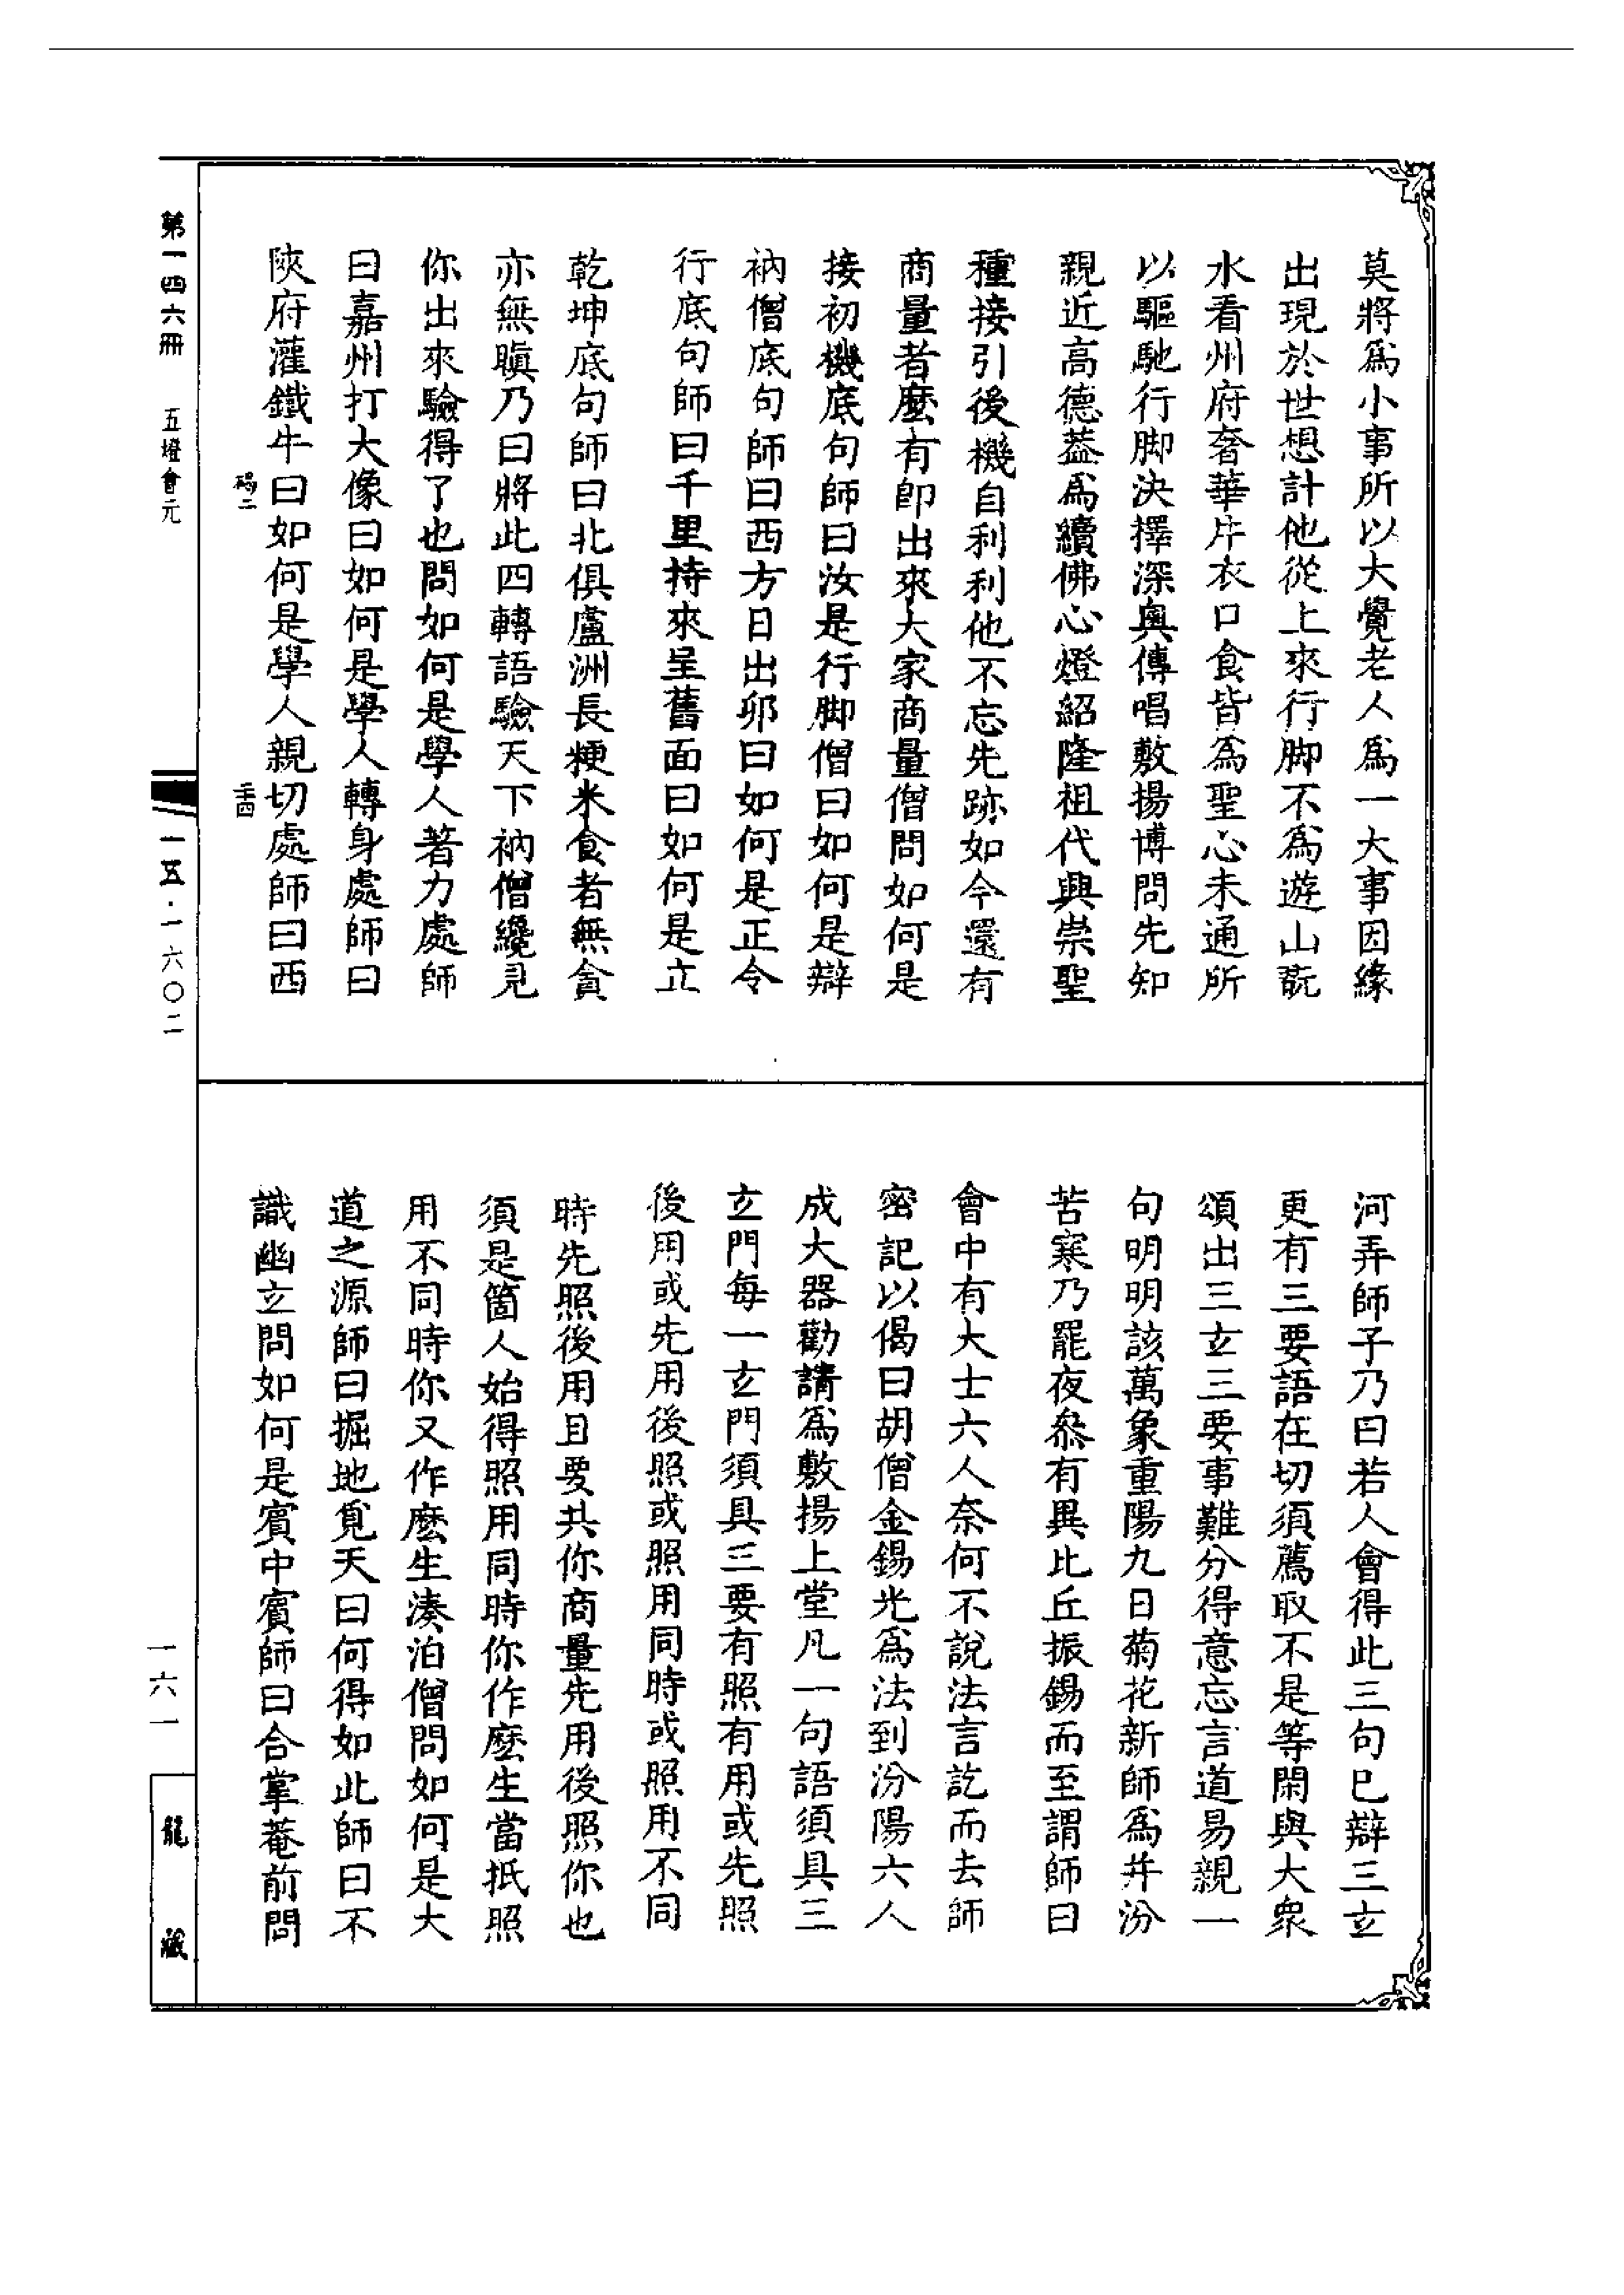 莫將爲小事所以大覺老人爲一大事因緣
出現於世想計他從上來行脚不爲遊山翫
水看州府奢華片衣口食皆爲聖心未通所
以驅馳行脚決擇深奥傳唱敷揚博問先知
親近高德葢爲續佛心燈紹隆祖代興崇聖
種接引後機自利利他不忘先跡如今還有
商量者麽有即出來大家商量僧問如何是
接初機底句師曰汝是行脚僧曰如何是辯
衲僧底句師曰西方日出卯曰如何是正令
行底句師曰千里持來呈舊面曰如何是立
乾坤底句師曰北俱盧洲長粳米食者無貪
亦無瞋乃曰將此四轉語驗天下衲僧纔見
你出來驗得了也問如何是學人著力處師
曰嘉州打大像曰如何是學人轉身處師曰
陝府灌鐵牛曰如何是學人親切處師曰西
河弄師子乃曰若人會得此三句巳辯三𤣥
更有三要語在切須薦取不是等閑與大衆
頌出三𤣥三要事難分得意忘言道易親一
句明明該萬象重陽九日菊花新師爲并汾
苦寒乃罷夜叅有異比丘振錫而至謂師曰
會中有大士六人奈何不說法言訖而去師
密記以偈曰胡僧金錫光爲法到汾陽六人
成大器勸請爲敷揚上堂凡一句語須具三
𤣥門每一𤣥門須具三要有照有用或先照
後用或先用後照或照用同時或照用不同
時先照後用且要共你商量先用後照你也
須是箇人始得照用同時你作麽生當抵照
用不同時你又作麽生湊泊僧問如何是大
道之源師曰掘地覓天曰何得如此師曰不
識幽𤣥問如何是賓中賓師曰合掌菴前問
碣二
壬四
第一四六冊
五燈會元
一五·一六〇二
一六一
龍藏